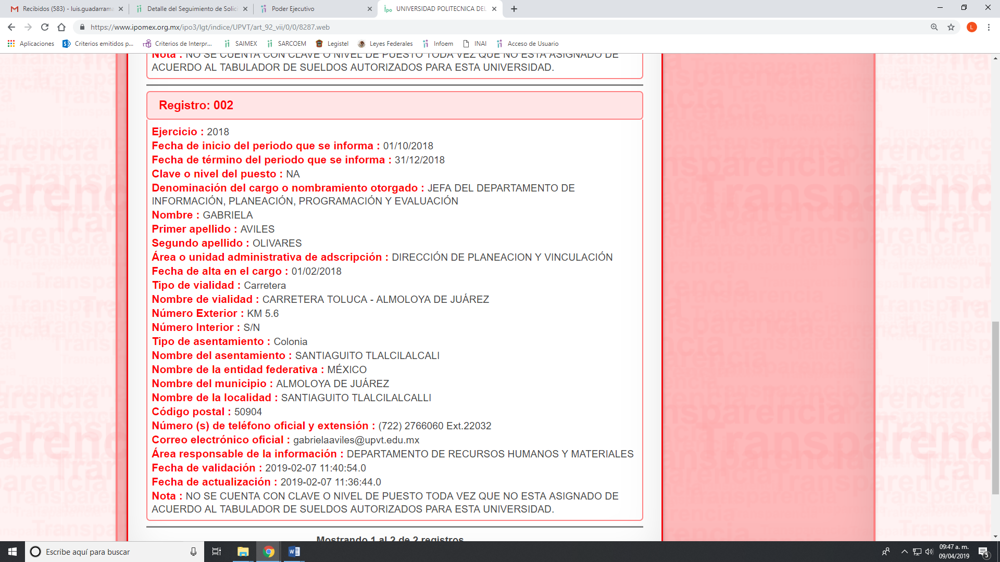 Recibidos (583) - luis.guadarrama
Detalle del Seguimiento de Solici
Poder Ejecutivo
ipo
UNIVERSIDAD POLITECNICA DEL
https://www.ipomex.org.mx/ipo3/lgt/indice/UPVT/art_92_vii/0/0/8287.web
L
Aplicaciones
Criterios emitidos p...
Criterios de Interpr...
SAIMEX
SARCOEM
Legistel
Leyes Federales
Infoem
INAI
Acceso de Usuario
Nota : NO SE CUENTA CON CLAVE O NIVEL DE PUESTO TODA VEZ QUE NO ESTA ASIGNADO DE
ACUERDO AL TABULADOR DE SUELDOS AUTORIZADOS PARA ESTA UNIVERSIDAD.
Registro: 002
Ejercicio : 2018
Fecha de inicio del periodo que se informa : 01/10/2018
Fecha de término del periodo que se informa : 31/12/2018
Clave o nivel del puesto : NA
Denominación del cargo o nombramiento otorgado : JEFA DEL DEPARTAMENTO DE
INFORMACIÓN, PLANEACIÓN, PROGRAMACIÓN Y EVALUACIÓN
Nombre : GABRIELA
Primer apellido : AVILES
Segundo apellido : OLIVARES
Área o unidad administrativa de adscripción : DIRECCIÓN DE PLANEACION Y VINCULACIÓN
Fecha de alta en el cargo : 01/02/2018
Tipo de vialidad : Carretera
Nombre de vialidad : CARRETERA TOLUCA - ALMOLOYA DE JUÁREZ
Número Exterior : KM 5.6
Número Interior : S/N
Tipo de asentamiento : Colonia
Nombre del asentamiento : SANTIAGUITO TLALCILALCALI
Nombre de la entidad federativa : MÉXICO
Nombre del municipio : ALMOLOYA DE JUÁREZ
Nombre de la localidad : SANTIAGUITO TLALCILALCALLI
Código postal : 50904
Número (s) de teléfono oficial y extensión : (722) 2766060 Ext.22032
Correo electrónico oficial : gabrielaaviles@upvt.edu.mx
Área responsable de la información : DEPARTAMENTO DE RECURSOS HUMANOS Y MATERIALES
Fecha de validación : 2019-02-07 11:40:54.0
Fecha de actualización : 2019-02-07 11:36:44.0
Nota : NO SE CUENTA CON CLAVE O NIVEL DE PUESTO TODA VEZ QUE NO ESTA ASIGNADO DE
ACUERDO AL TABULADOR DE SUELDOS AUTORIZADOS PARA ESTA UNIVERSIDAD.
Mostrando 1 al 2 de 2 registros
Escribe aquí para buscar
09:47 a. m.
09/04/2019
5